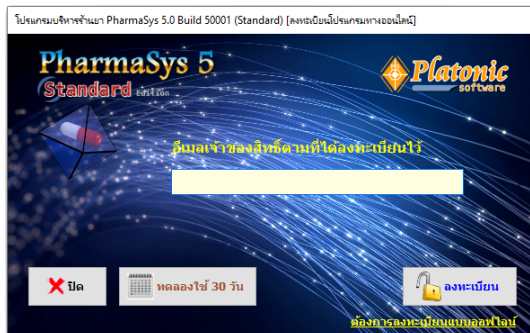 โปรแกรมบริหารร้านยา PharmaSys 5.0 Build 50001 (Standard) [ลงทะเบียนโปรแกรมทางออนไลน์]
PharmaSys 5
Standard Edition
Platonic
software
อีเมลเจ้าของสิทธิ์ตามที่ได้ลงทะเบียนไว้
ปิด
ทดลองใช้ 30 วัน
ลงทะเบียน
ต้องการลงทะเบียนแบบออฟไลน์